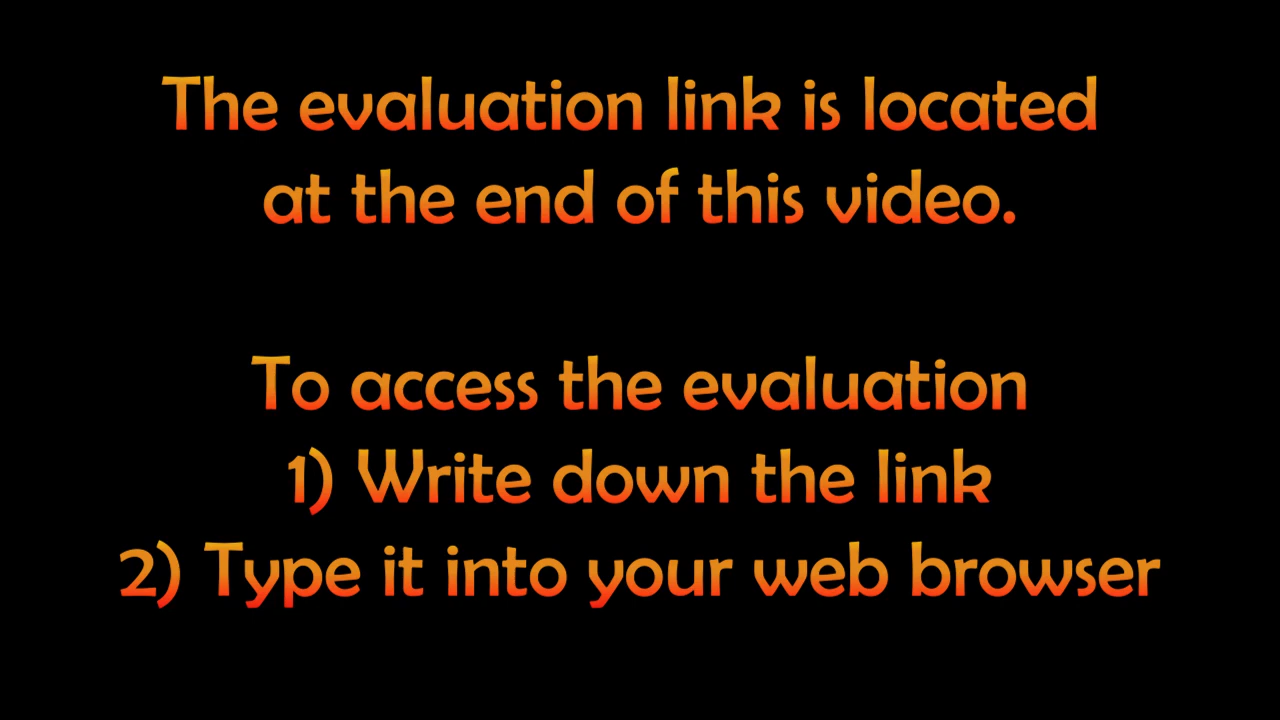 The evaluation link is located
at the end of this video.
To access the evaluation
1) Write down the link
2) Type it into your web browser